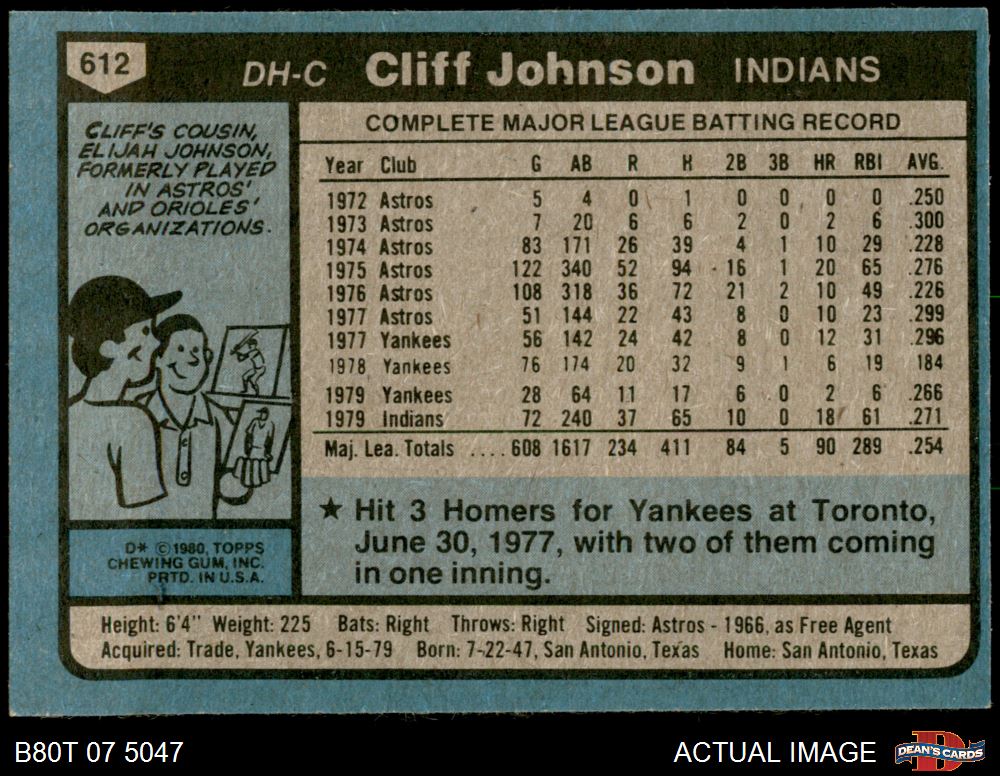 612
DH-C Cliff Johnson INDIANS
CLIFF'S COUSIN,
ELIJAH JOHNSON,
FORMERLY PLAYED
IN ASTROS'
AND ORIOLES'
ORGANIZATIONS.
COMPLETE MAJOR LEAGUE BATTING RECORD
Year Club G AB R H 2B 3B HR RBI AVG.
1972 Astros 5 4 0 1 0 0 0 0 .250
1973 Astros 7 20 6 6 2 0 2 6 .300
1974 Astros 83 171 26 39 4 1 10 29 .228
1975 Astros 122 340 52 94 16 1 20 65 .276
1976 Astros 108 318 36 72 21 2 10 49 .226
1977 Astros 51 144 22 43 8 0 10 23 .299
1977 Yankees 56 142 24 42 8 0 12 31 .296
1978 Yankees 76 174 20 32 9 1 6 19 184
1979 Yankees 28 64 11 17 6 0 2 6 .266
1979 Indians 72 240 37 65 10 0 18 61 .271
Maj. Lea. Totals .... 608 1617 234 411 84 5 90 289 .254
★ Hit 3 Homers for Yankees at Toronto,
June 30, 1977, with two of them coming
in one inning.
D* © 1980, TOPPS
CHEWING GUM, INC.
PRTD. IN U.S.A.
Height: 6'4" Weight: 225 Bats: Right Throws: Right Signed: Astros - 1966, as Free Agent
Acquired: Trade, Yankees, 6-15-79 Born: 7-22-47, San Antonio, Texas Home: San Antonio, Texas
B80T 07 5047 ACTUAL IMAGE DEAN'S CARDS